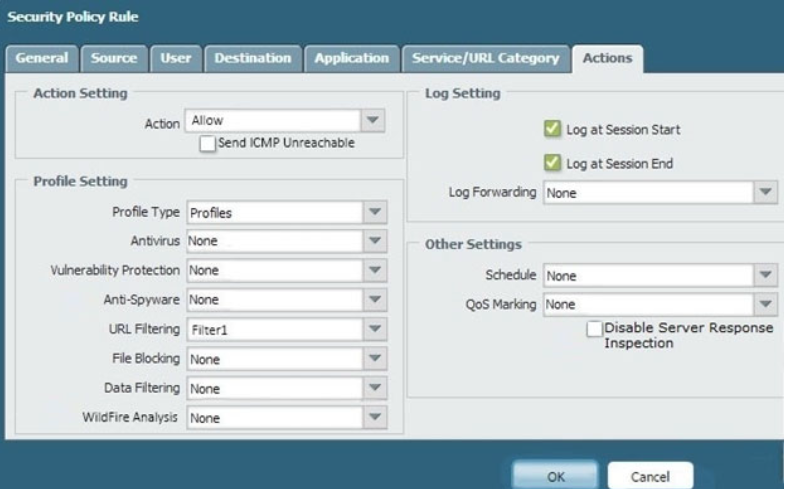 Security Policy Rule
General Source User Destination Application Service/URL Category Actions
Action Setting
Action Allow
Send ICMP Unreachable
Profile Setting
Profile Type Profiles
Antivirus None
Vulnerability Protection None
Anti-Spyware None
URL Filtering Filter1
File Blocking None
Data Filtering None
WildFire Analysis None
Log Setting
Log at Session Start
Log at Session End
Log Forwarding None
Other Settings
Schedule None
QoS Marking None
Disable Server Response
Inspection
OK Cancel